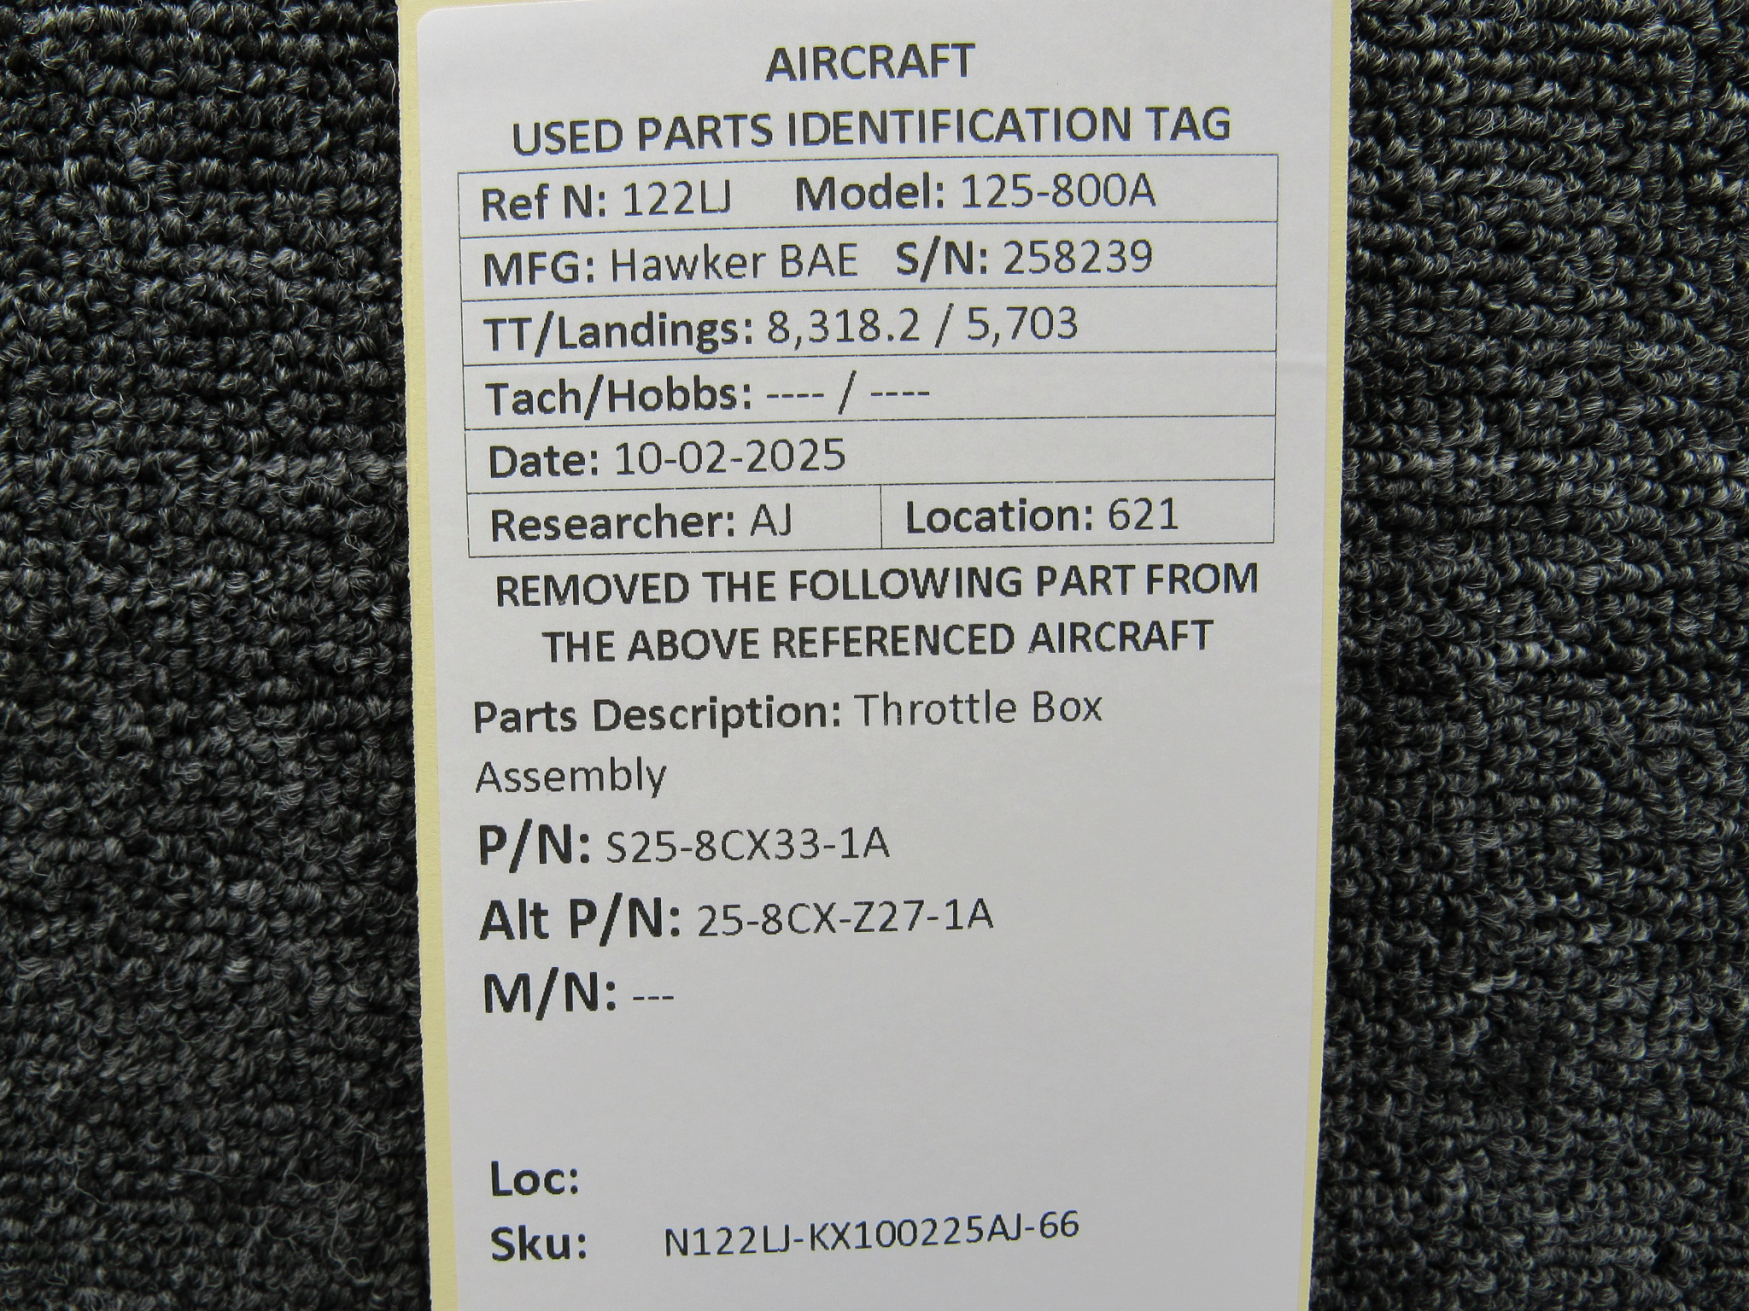 AIRCRAFT
USED PARTS IDENTIFICATION TAG
Ref N: 122LJ Model: 125-800A
MFG: Hawker BAE S/N: 258239
TT/Landings: 8,318.2 / 5,703
Tach/Hobbs: ---- / ----
Date: 10-02-2025
Researcher: AJ Location: 621
REMOVED THE FOLLOWING PART FROM
THE ABOVE REFERENCED AIRCRAFT
Parts Description: Throttle Box
Assembly
P/N: S25-8CX33-1A
Alt P/N: 25-8CX-Z27-1A
M/N: ---
Loc:
Sku: N122LJ-KX100225AJ-66